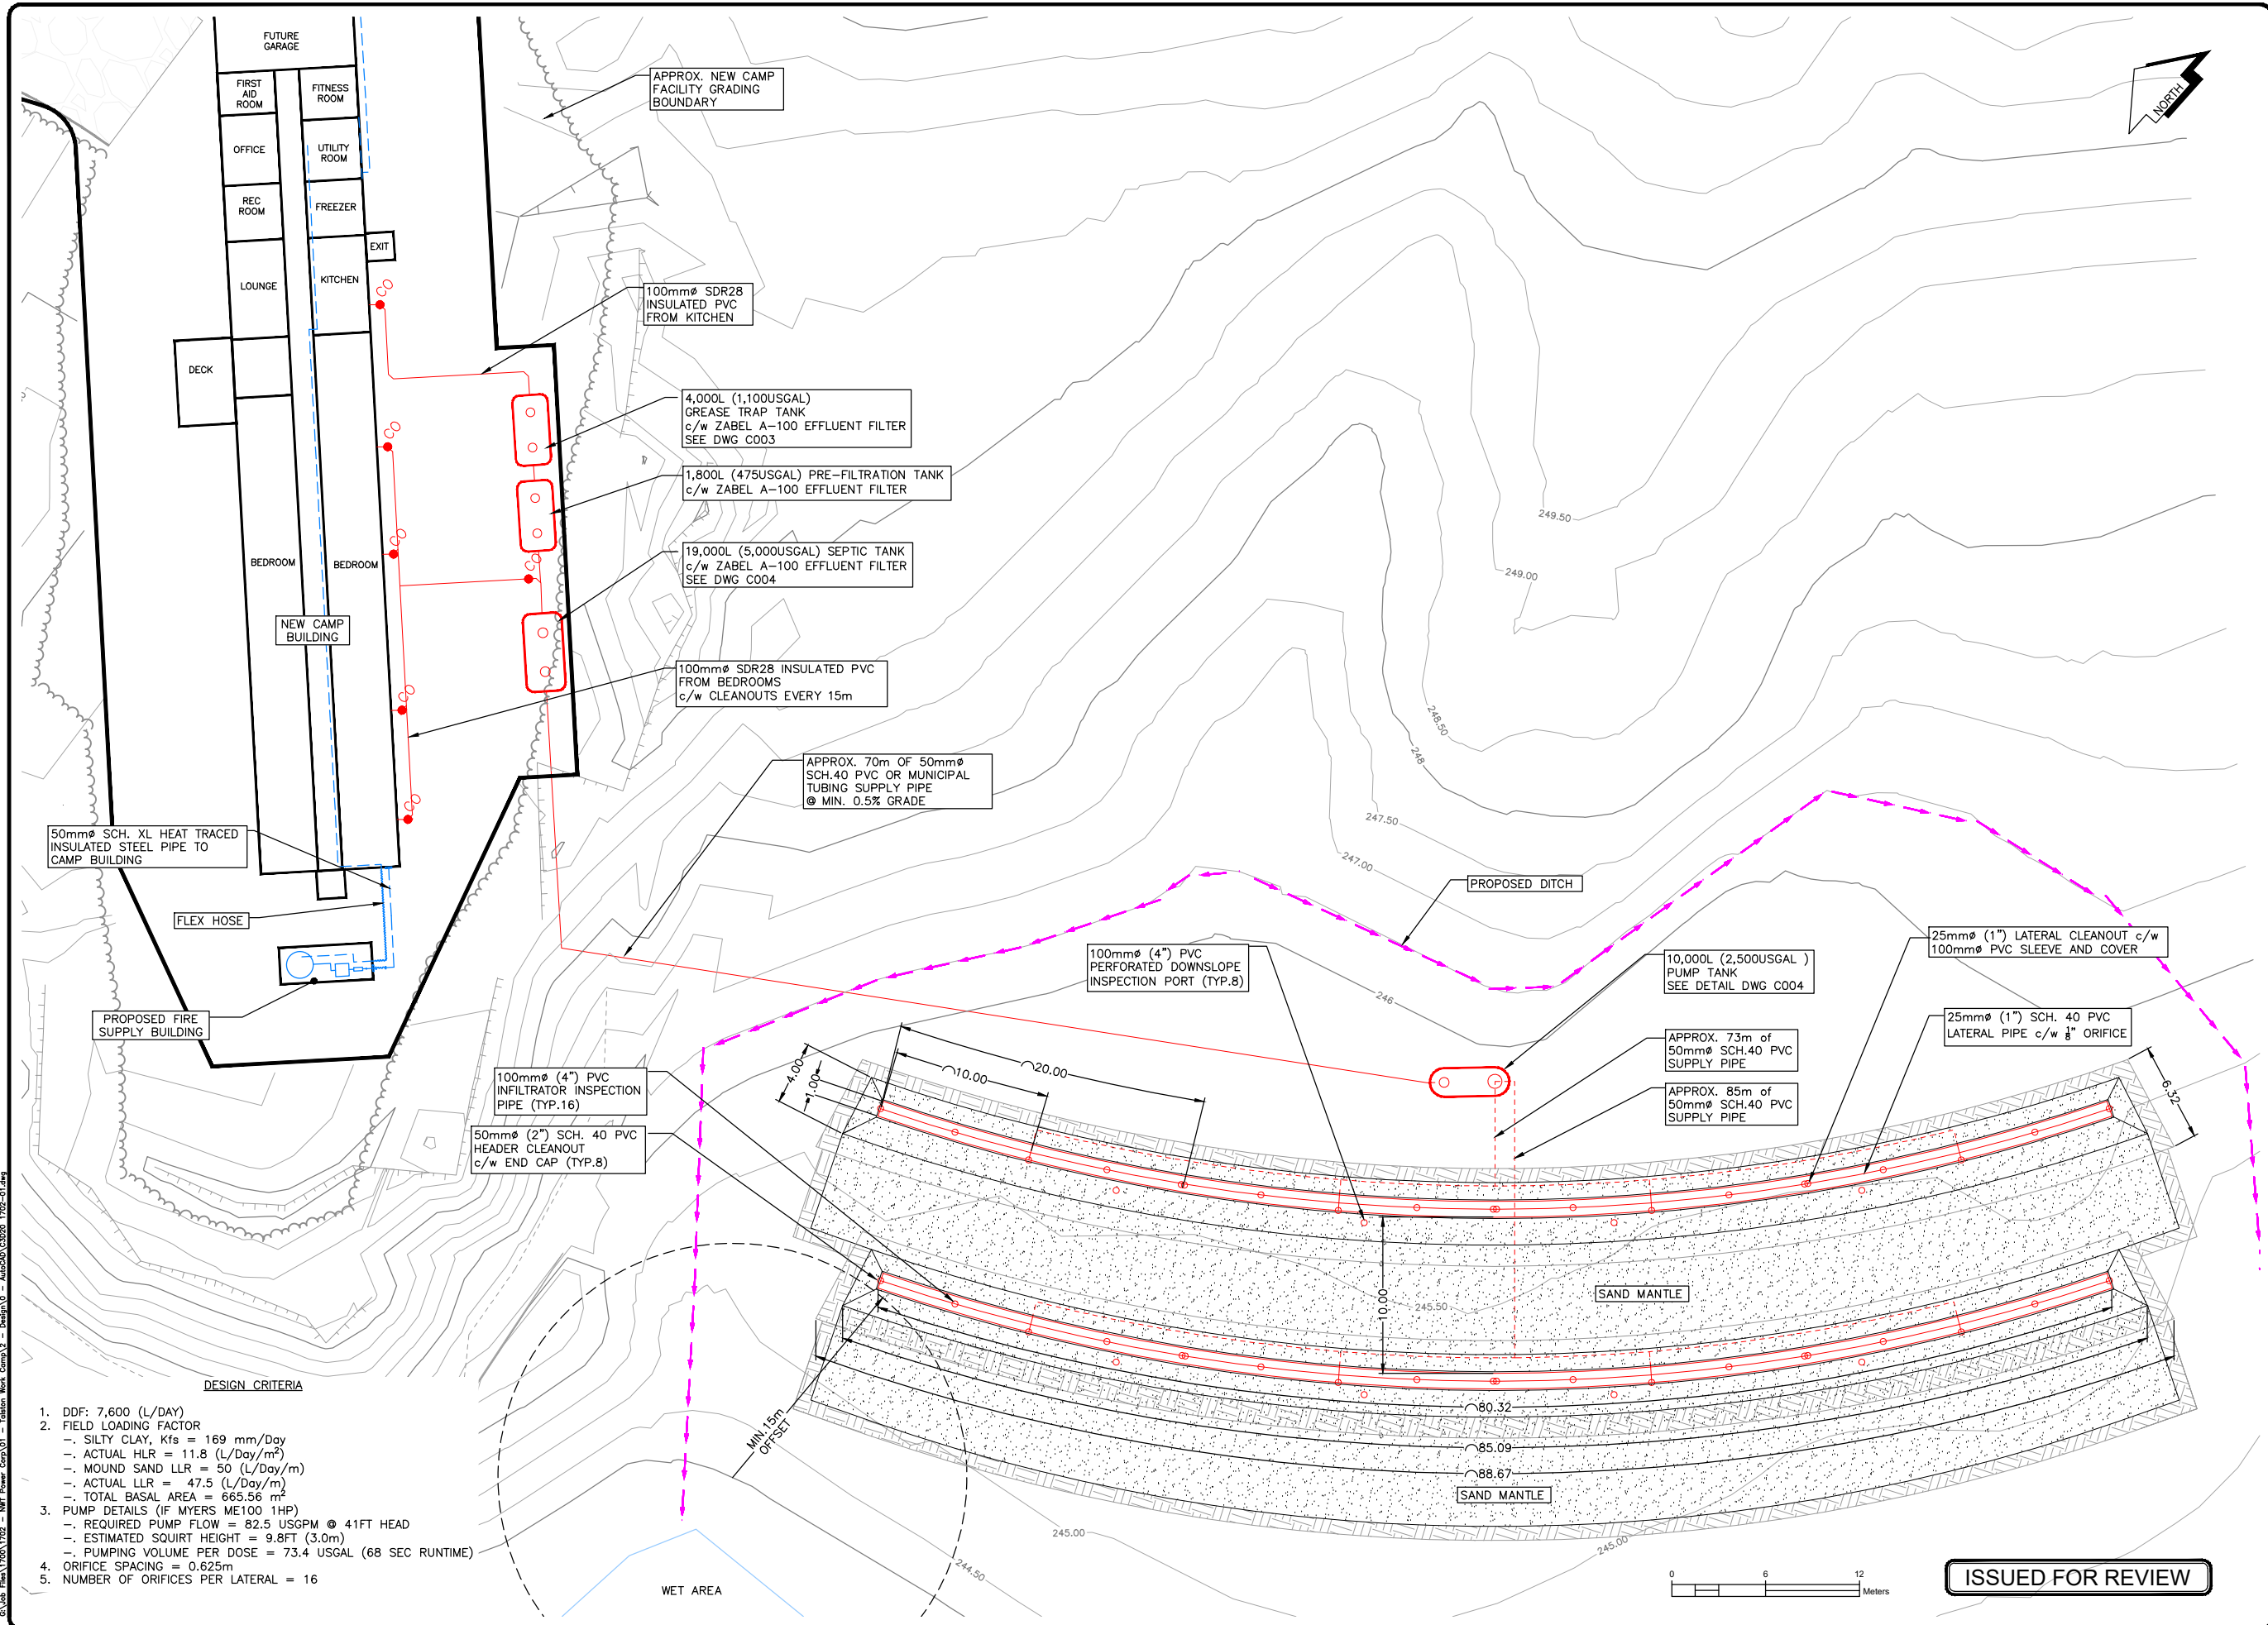 FUTURE
GARAGE
FIRST
AID
ROOM
FITNESS
ROOM
OFFICE
UTILITY
ROOM
REC
ROOM
FREEZER
EXIT
LOUNGE
KITCHEN
DECK
BEDROOM
BEDROOM
NEW CAMP
BUILDING
CO
CO
CO
CO
CO
CO
APPROX. NEW CAMP
FACILITY GRADING
BOUNDARY
NORTH
100mmø SDR28
INSULATED PVC
FROM KITCHEN
4,000L (1,100USGAL)
GREASE TRAP TANK
c/w ZABEL A-100 EFFLUENT FILTER
SEE DWG C003
1,800L (475USGAL) PRE-FILTRATION TANK
c/w ZABEL A-100 EFFLUENT FILTER
19,000L (5,000USGAL) SEPTIC TANK
c/w ZABEL A-100 EFFLUENT FILTER
SEE DWG C004
100mmø SDR28 INSULATED PVC
FROM BEDROOMS
c/w CLEANOUTS EVERY 15m
APPROX. 70m OF 50mmø
SCH.40 PVC OR MUNICIPAL
TUBING SUPPLY PIPE
@ MIN. 0.5% GRADE
50mmø SCH. XL HEAT TRACED
INSULATED STEEL PIPE TO
CAMP BUILDING
FLEX HOSE
PROPOSED FIRE
SUPPLY BUILDING
249.50
249.00
248.50
248
247.50
247.00
246
PROPOSED DITCH
100mmø (4") PVC
PERFORATED DOWNSLOPE
INSPECTION PORT (TYP.8)
10,000L (2,500USGAL )
PUMP TANK
SEE DETAIL DWG C004
25mmø (1") LATERAL CLEANOUT c/w
100mmø PVC SLEEVE AND COVER
25mmø (1") SCH. 40 PVC
LATERAL PIPE c/w 1/8" ORIFICE
APPROX. 73m of
50mmø SCH.40 PVC
SUPPLY PIPE
APPROX. 85m of
50mmø SCH.40 PVC
SUPPLY PIPE
100mmø (4") PVC
INFILTRATOR INSPECTION
PIPE (TYP.16)
50mmø (2") SCH. 40 PVC
HEADER CLEANOUT
c/w END CAP (TYP.8)
4.00
1.00
10.00
20.00
6.32
10.00
SAND MANTLE
245.50
80.32
85.09
88.67
SAND MANTLE
MIN.15m
OFFSET
245.00
245.00
244.50
WET AREA
DESIGN CRITERIA
1. DDF: 7,600 (L/DAY)
2. FIELD LOADING FACTOR
-. SILTY CLAY, Kfs = 169 mm/Day
-. ACTUAL HLR = 11.8 (L/Day/m²)
-. MOUND SAND LLR = 50 (L/Day/m)
-. ACTUAL LLR = 47.5 (L/Day/m)
-. TOTAL BASAL AREA = 665.56 m²
3. PUMP DETAILS (IF MYERS ME100 1HP)
-. REQUIRED PUMP FLOW = 82.5 USGPM @ 41FT HEAD
-. ESTIMATED SQUIRT HEIGHT = 9.8FT (3.0m)
-. PUMPING VOLUME PER DOSE = 73.4 USGAL (68 SEC RUNTIME)
4. ORIFICE SPACING = 0.625m
5. NUMBER OF ORIFICES PER LATERAL = 16
0 6 12
Meters
ISSUED FOR REVIEW